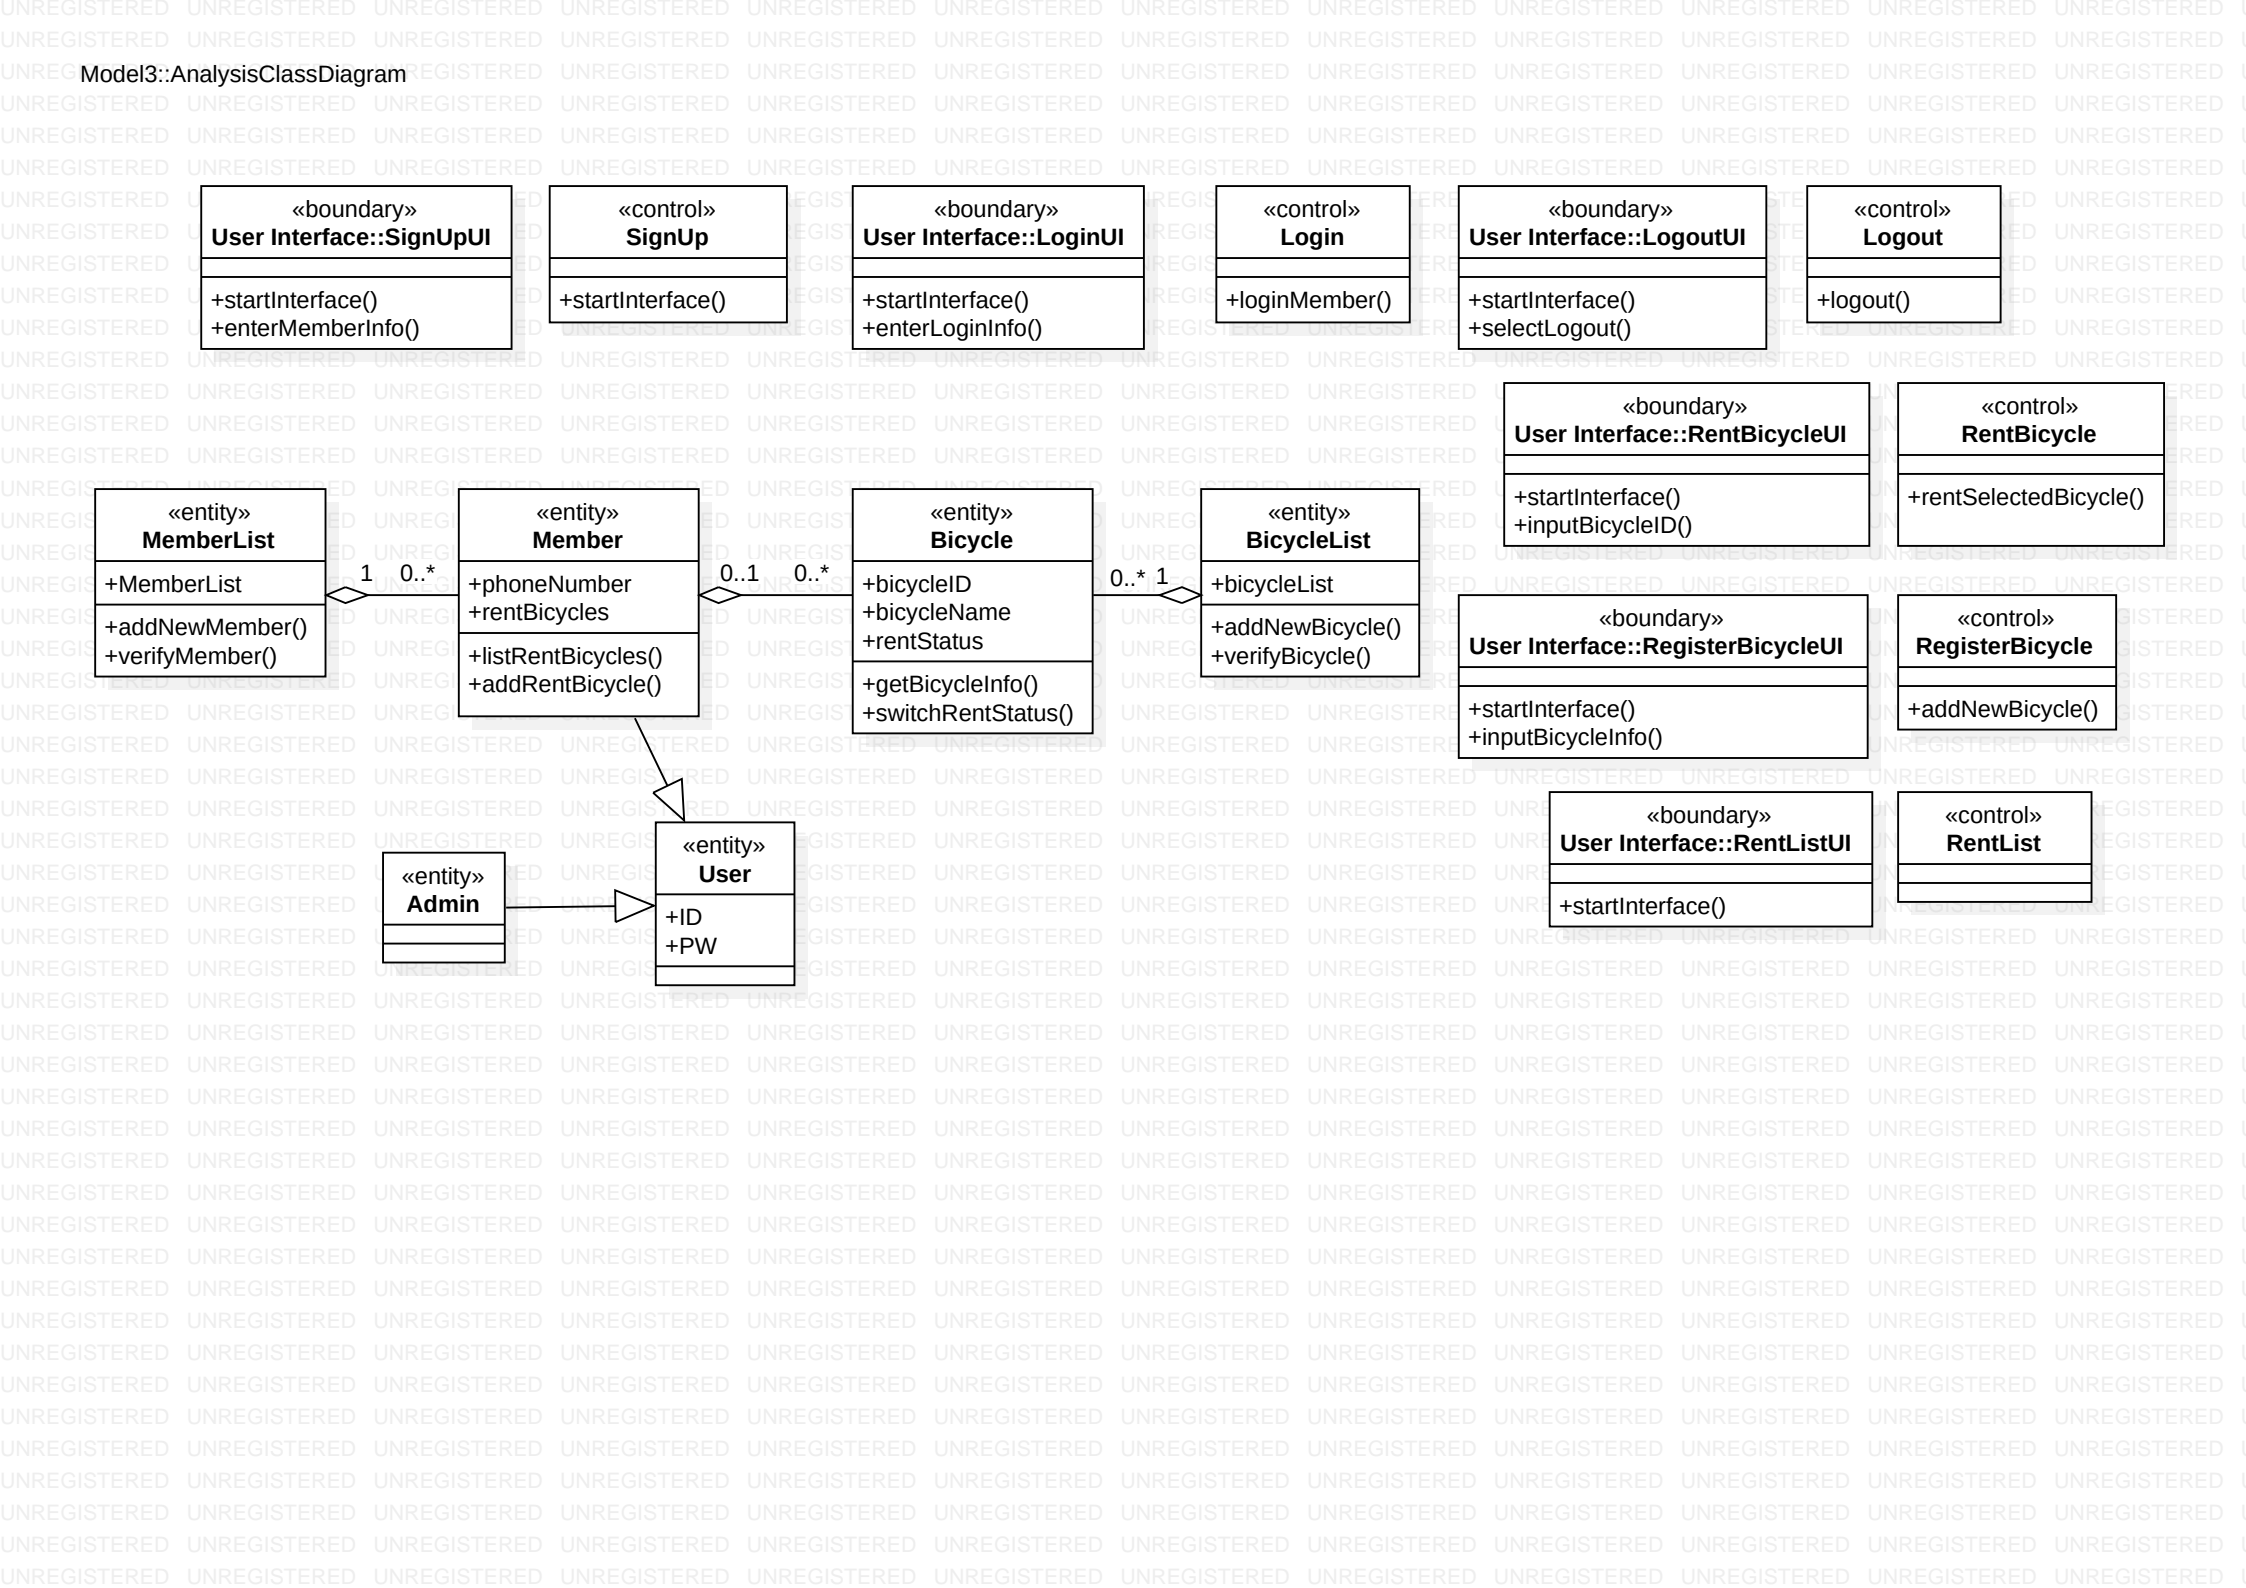 Model3::AnalysisClassDiagram
«boundary»
User Interface::SignUpUI
+startInterface()
+enterMemberInfo()
«control»
SignUp
+startInterface()
«boundary»
User Interface::LoginUI
+startInterface()
+enterLoginInfo()
«control»
Login
+loginMember()
«boundary»
User Interface::LogoutUI
+startInterface()
+selectLogout()
«control»
Logout
+logout()
«boundary»
User Interface::RentBicycleUI
+startInterface()
+inputBicycleID()
«control»
RentBicycle
+rentSelectedBicycle()
«entity»
MemberList
+MemberList
+addNewMember()
+verifyMember()
1 0..*
«entity»
Member
+phoneNumber
+rentBicycles
+listRentBicycles()
+addRentBicycle()
0..1 0..*
«entity»
Bicycle
+bicycleID
+bicycleName
+rentStatus
+getBicycleInfo()
+switchRentStatus()
0..* 1
«entity»
BicycleList
+bicycleList
+addNewBicycle()
+verifyBicycle()
«boundary»
User Interface::RegisterBicycleUI
+startInterface()
+inputBicycleInfo()
«control»
RegisterBicycle
+addNewBicycle()
«boundary»
User Interface::RentListUI
+startInterface()
«control»
RentList
«entity»
Admin
«entity»
User
+ID
+PW
UNREGISTERED